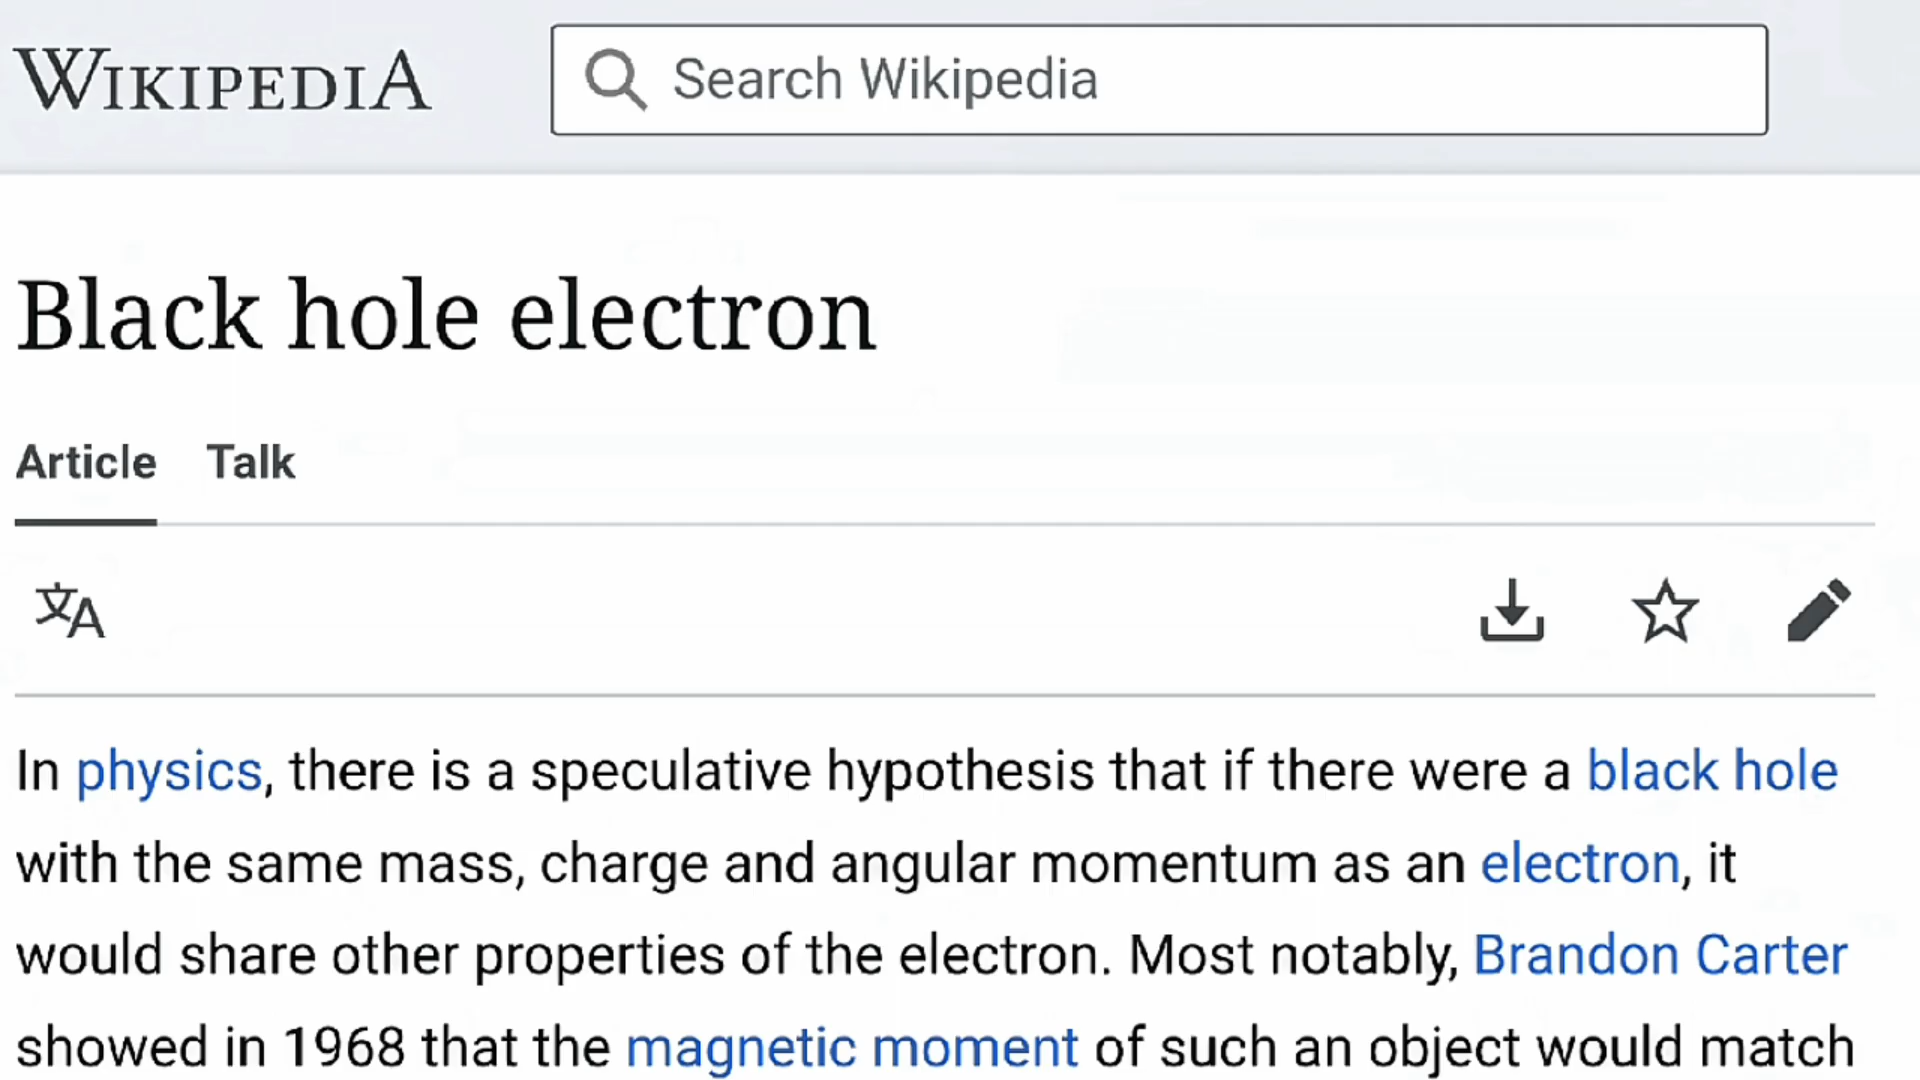 WIKIPEDIA
Search Wikipedia
Black hole electron
Article Talk
文A
In physics, there is a speculative hypothesis that if there were a black hole
with the same mass, charge and angular momentum as an electron, it
would share other properties of the electron. Most notably, Brandon Carter
showed in 1968 that the magnetic moment of such an object would match